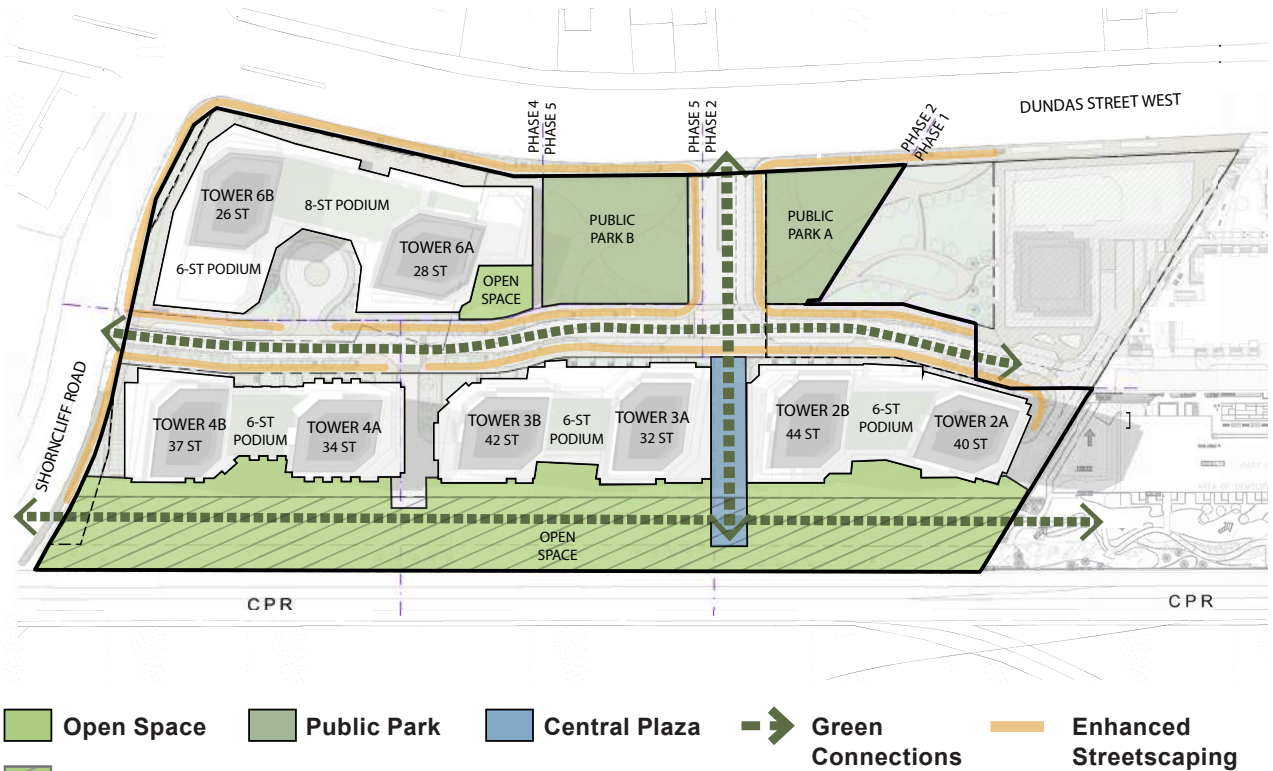 DUNDAS STREET WEST
PHASE 4
PHASE 5
PHASE 5
PHASE 2
PHASE 2
PHASE 1
TOWER 6B
26 ST
8-ST PODIUM
TOWER 6A
28 ST
6-ST PODIUM
OPEN
SPACE
PUBLIC
PARK B
PUBLIC
PARK A
SHORNCLIFF ROAD
TOWER 4B
37 ST
6-ST
PODIUM
TOWER 4A
34 ST
TOWER 3B
42 ST
6-ST
PODIUM
TOWER 3A
32 ST
TOWER 2B
44 ST
6-ST
PODIUM
TOWER 2A
40 ST
OPEN
SPACE
CPR
CPR
Open Space
Public Park
Central Plaza
Green
Connections
Enhanced
Streetscaping